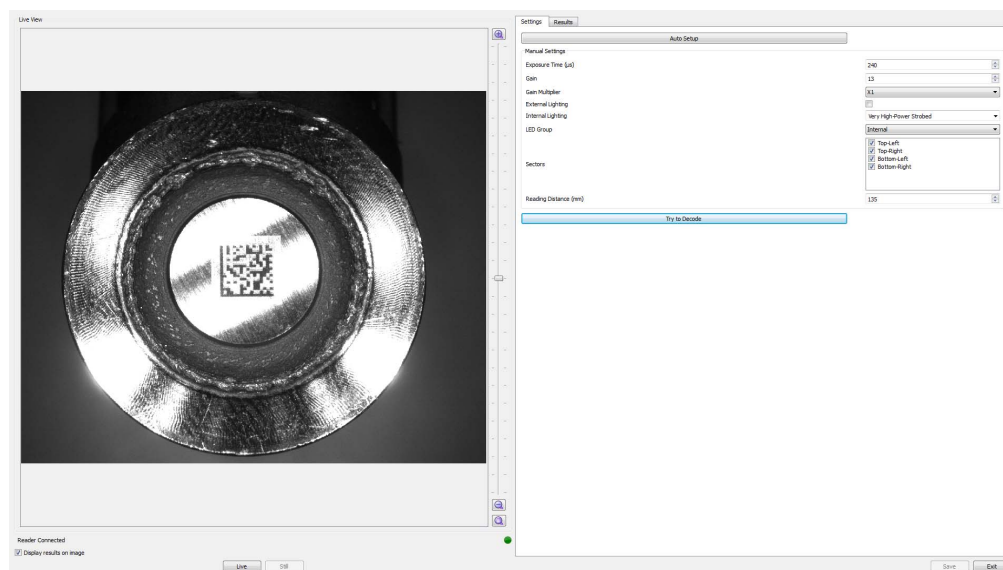 Live View
Settings
Results
Auto Setup
Manual Settings
Exposure Time (µs)
240
Gain
13
Gain Multiplier
X1
External Lighting
Internal Lighting
Very High-Power Strobed
LED Group
Internal
Sectors
Top-Left
Top-Right
Bottom-Left
Bottom-Right
Reading Distance (mm)
135
Try to Decode
Reader Connected
Display results on image
Live
Still
Save
Exit